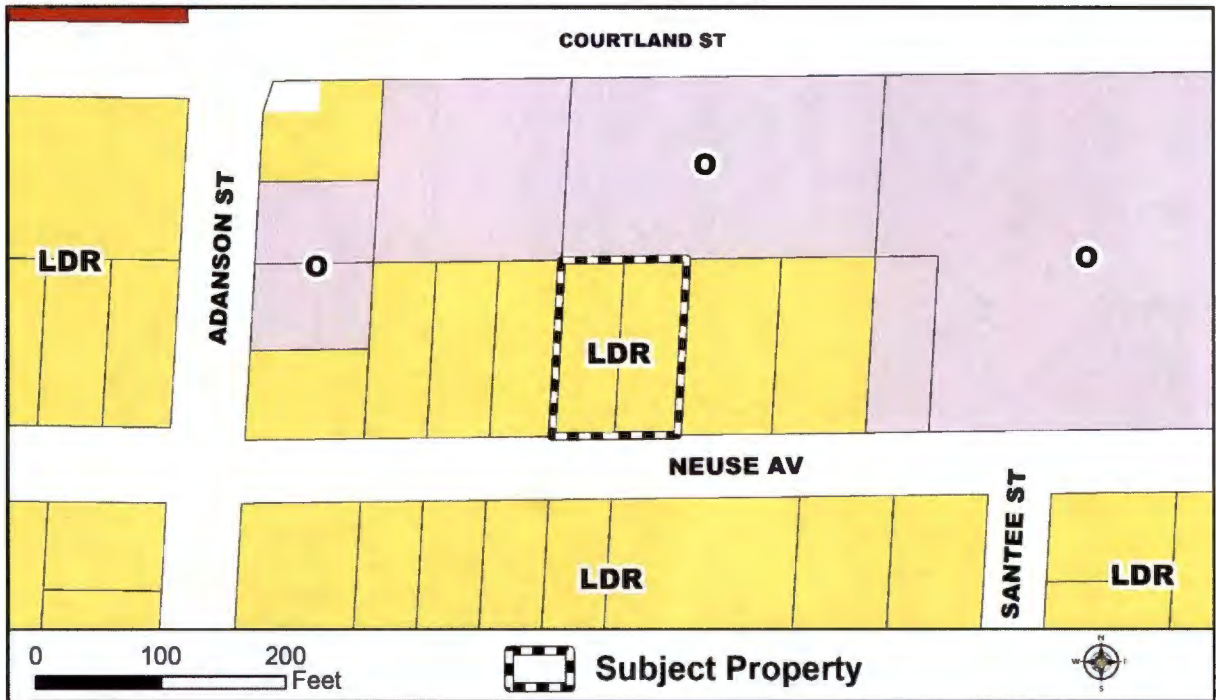 COURTLAND ST
O
ADANSON ST
LDR
O
O
LDR
NEUSE AV
SANTEE ST
LDR
LDR
0 100 200
Feet
Subject Property
N
W
S